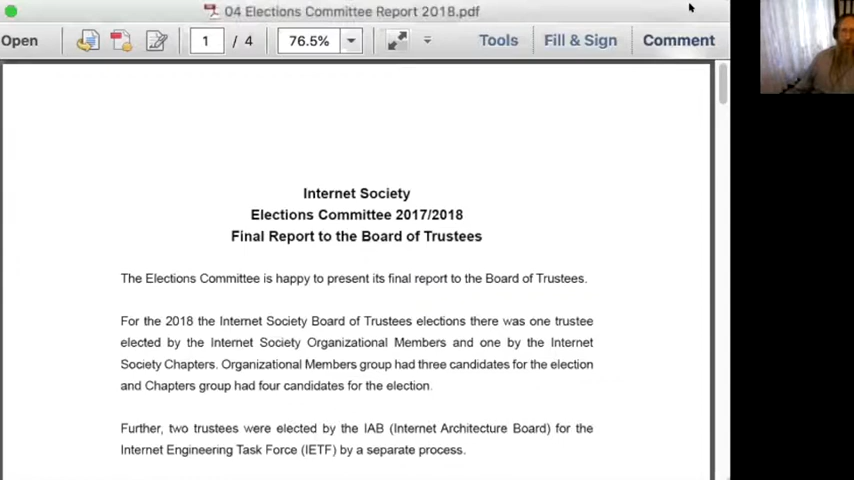 04 Elections Committee Report 2018.pdf
Open
1 / 4
76.5%
Tools
Fill & Sign
Comment
Internet Society
Elections Committee 2017/2018
Final Report to the Board of Trustees
The Elections Committee is happy to present its final report to the Board of Trustees.
For the 2018 the Internet Society Board of Trustees elections there was one trustee
elected by the Internet Society Organizational Members and one by the Internet
Society Chapters. Organizational Members group had three candidates for the election
and Chapters group had four candidates for the election.
Further, two trustees were elected by the IAB (Internet Architecture Board) for the
Internet Engineering Task Force (IETF) by a separate process.